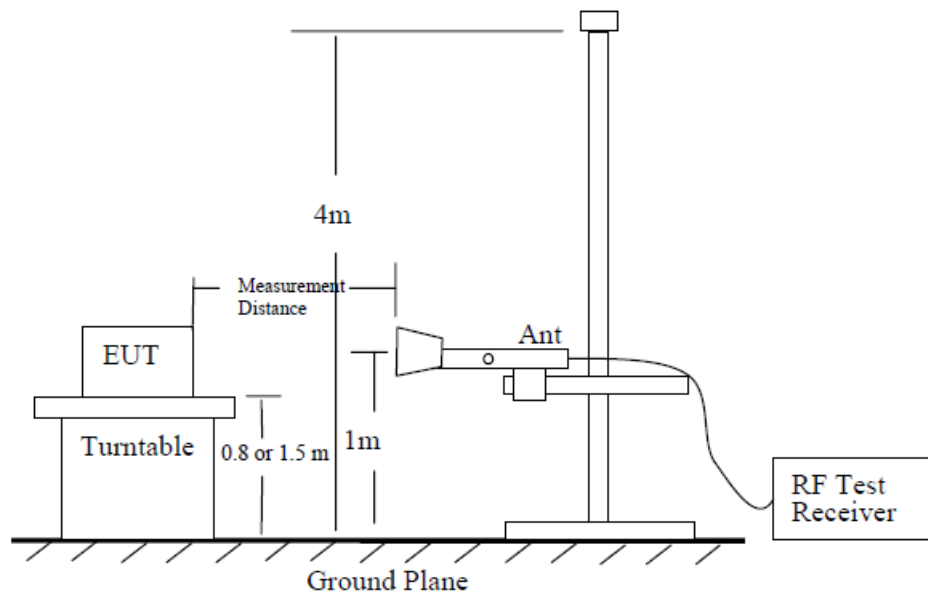 4m
Measurement
Distance
Ant
EUT
Turntable
0.8 or 1.5 m
1m
RF Test
Receiver
Ground Plane